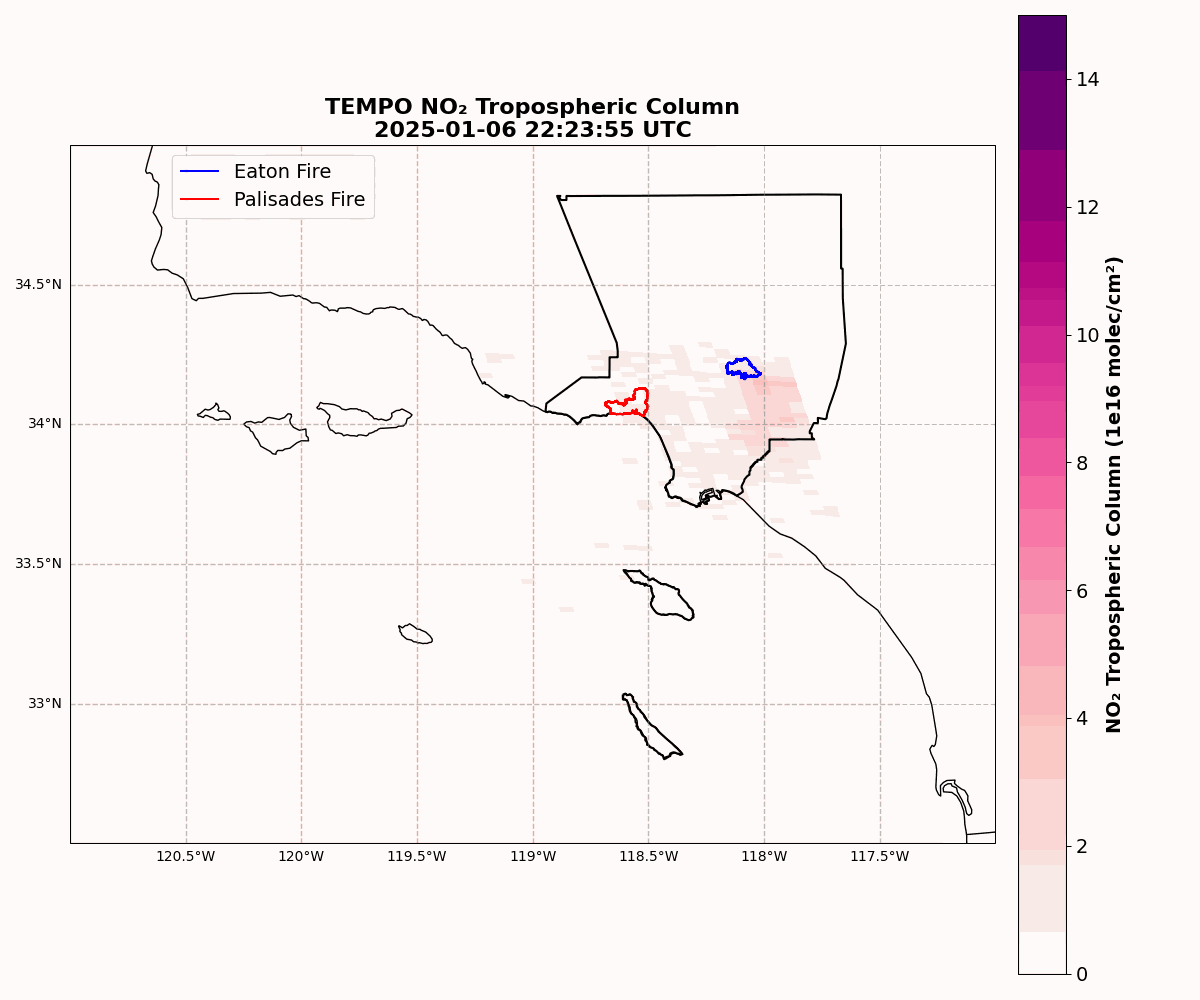 TEMPO NO₂ Tropospheric Column
2025-01-06 22:23:55 UTC
Eaton Fire
Palisades Fire
34.5°N
34°N
33.5°N
33°N
120.5°W
120°W
119.5°W
119°W
118.5°W
118°W
117.5°W
14
12
10
8
6
4
2
0
NO₂ Tropospheric Column (1e16 molec/cm²)